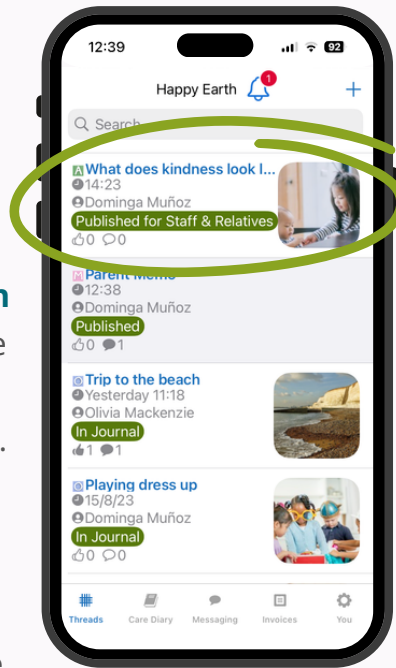 12:39
92
Happy Earth
1
Search
A What does kindness look l...
14:23
Dominga Muñoz
Published for Staff & Relatives
0 0
M Parent Memo
12:38
Dominga Muñoz
Published
0 1
n
Trip to the beach
Yesterday 11:18
Olivia Mackenzie
In Journal
1 1
e
.
Playing dress up
15/8/23
Dominga Muñoz
In Journal
0 0
Threads Care Diary Messaging Invoices You